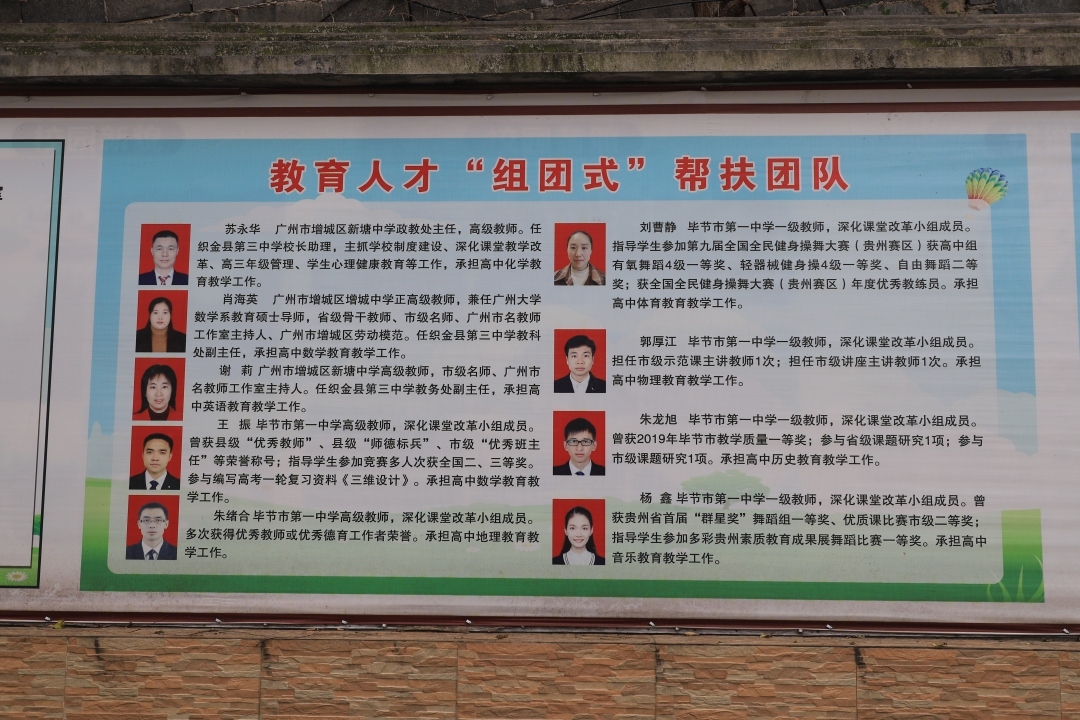 教育人才“组团式”帮扶团队
苏永华 广州市增城区新塘中学政教处主任，高级教师。任
织金县第三中学校长助理，主抓学校制度建设、深化课堂教学改
革、高三年级管理、学生心理健康教育等工作，承担高中化学教
育教学工作。
肖海英 广州市增城区增城中学正高级教师，兼任广州大学
数学系教育硕士导师，省级骨干教师、市级名师、广州市名教师
工作室主持人、广州市增城区劳动模范。任织金县第三中学教科
处副主任，承担高中数学教育教学工作。
谢 莉 广州市增城区新塘中学高级教师，市级名师、广州市
名教师工作室主持人。任织金县第三中学教务处副主任，承担高
中英语教育教学工作。
王 振 毕节市第一中学高级教师，深化课堂改革小组成员。
曾获县级“优秀教师”、县级“师德标兵”、市级“优秀班主
任”等荣誉称号；指导学生参加竞赛多人次获全国二、三等奖。
参与编写高考一轮复习资料《三维设计》。承担高中数学教育教
学工作。
朱绪合 毕节市第一中学高级教师，深化课堂改革小组成员。
多次获得优秀教师或优秀德育工作者荣誉。承担高中地理教育教
学工作。
刘曹静 毕节市第一中学一级教师，深化课堂改革小组成员。
指导学生参加第九届全国全民健身操舞大赛（贵州赛区）获高中组
有氧舞蹈4级一等奖、轻器械健身操4级一等奖、自由舞蹈二等
奖；获全国全民健身操舞大赛（贵州赛区）年度优秀教练员。承担
高中体育教育教学工作。
郭厚江 毕节市第一中学一级教师，深化课堂改革小组成员。
担任市级示范课主讲教师1次；担任市级讲座主讲教师1次。承担
高中物理教育教学工作。
朱龙旭 毕节市第一中学一级教师，深化课堂改革小组成员。
曾获2019年毕节市教学质量一等奖；参与省级课题研究1项；参与
市级课题研究1项。承担高中历史教育教学工作。
杨 鑫 毕节市第一中学一级教师，深化课堂改革小组成员。曾
获贵州省首届“群星奖”舞蹈组一等奖、优质课比赛市级二等奖；
指导学生参加多彩贵州素质教育成果展舞蹈比赛一等奖。承担高中
音乐教育教学工作。